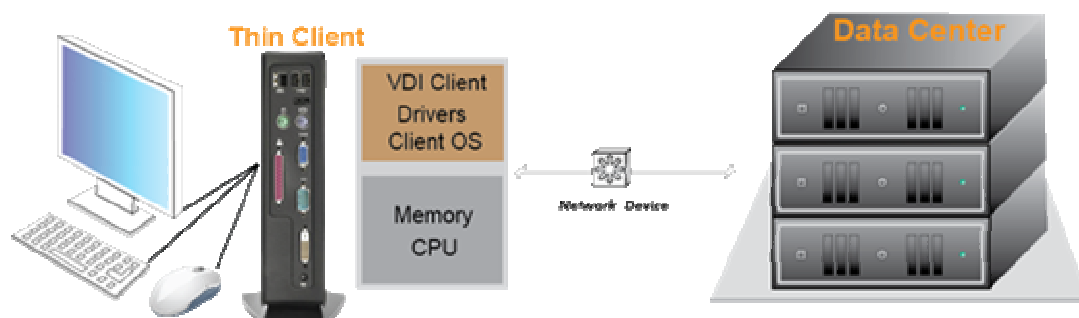 Thin Client
Data Center
VDI Client
Drivers
Client OS
Memory
CPU
Network Device